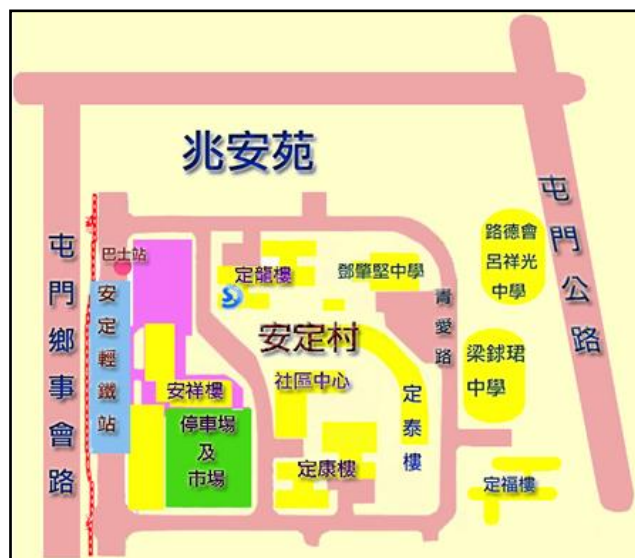 兆安苑
屯門公路
屯門鄉事會路
巴士站
安定輕鐵站
定龍樓
鄧肇堅中學
路德會
呂祥光
中學
青愛路
安定村
社區中心
梁銶琚
中學
定泰樓
安祥樓
停車場
及
市場
定康樓
定福樓